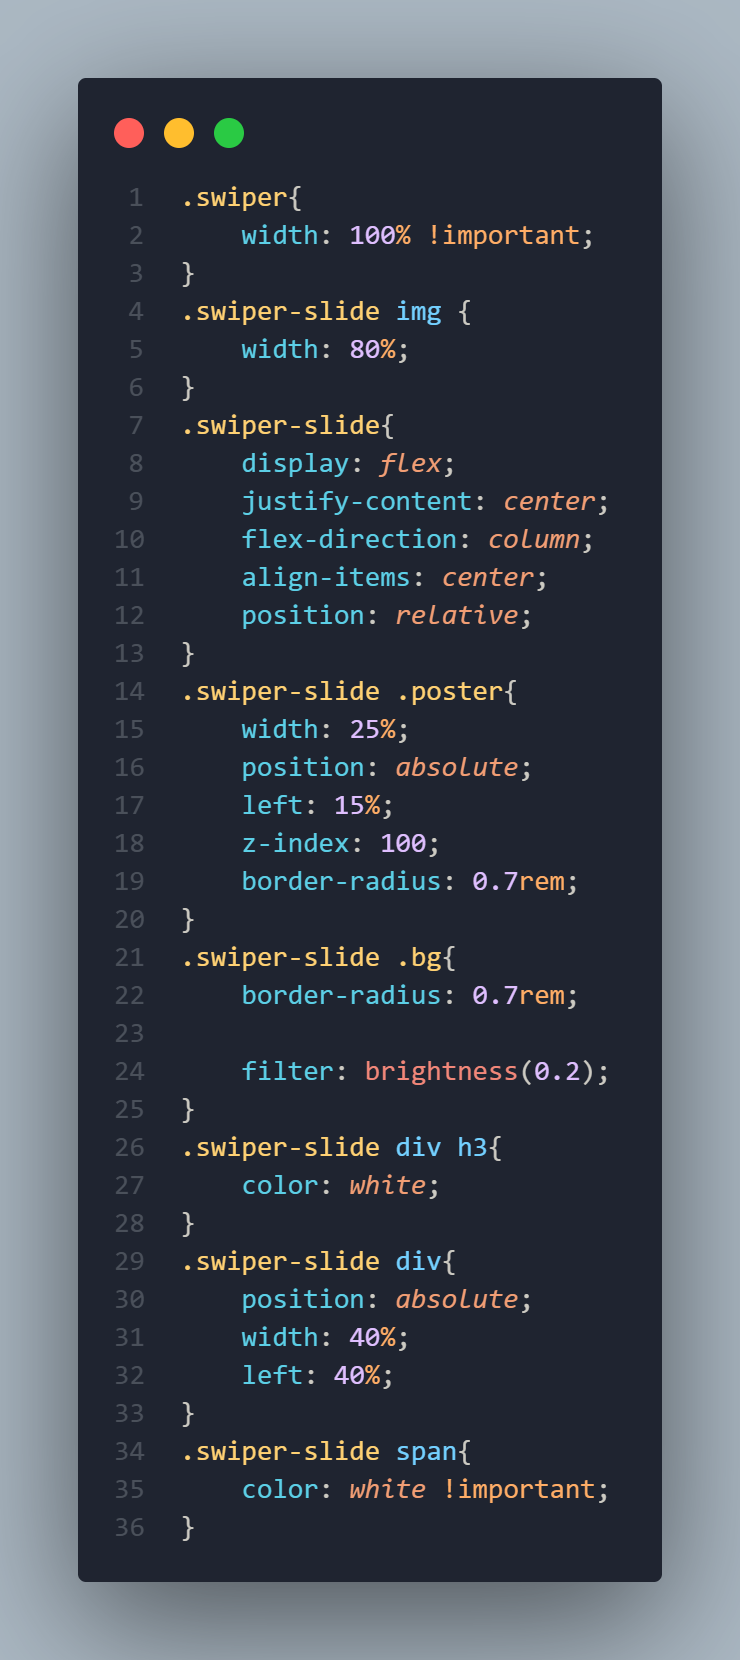 1 .swiper{
2 width: 100% !important;
3 }
4 .swiper-slide img {
5 width: 80%;
6 }
7 .swiper-slide{
8 display: flex;
9 justify-content: center;
10 flex-direction: column;
11 align-items: center;
12 position: relative;
13 }
14 .swiper-slide .poster{
15 width: 25%;
16 position: absolute;
17 left: 15%;
18 z-index: 100;
19 border-radius: 0.7rem;
20 }
21 .swiper-slide .bg{
22 border-radius: 0.7rem;
23
24 filter: brightness(0.2);
25 }
26 .swiper-slide div h3{
27 color: white;
28 }
29 .swiper-slide div{
30 position: absolute;
31 width: 40%;
32 left: 40%;
33 }
34 .swiper-slide span{
35 color: white !important;
36 }